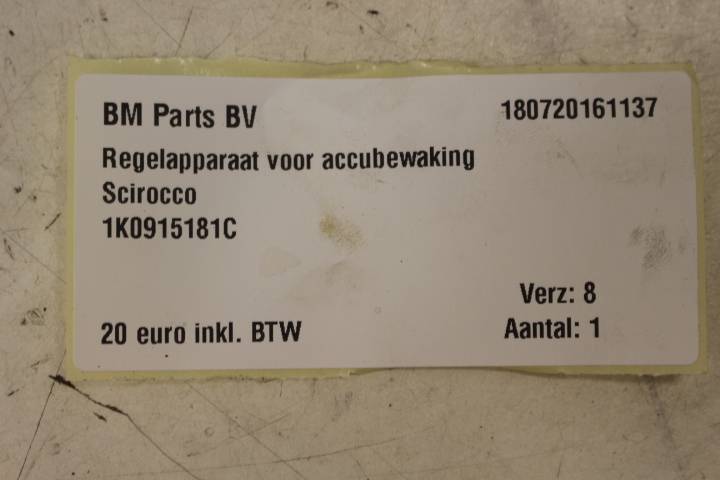 BM Parts BV 180720161137
Regelapparaat voor accubewaking
Scirocco
1K0915181C
Verz: 8
20 euro inkl. BTW Aantal: 1